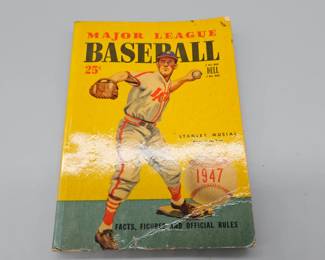 MAJOR LEAGUE
BASEBALL
25¢
DELL
STANLEY MUSIAL
1947
FACTS, FIGURES AND OFFICIAL RULES